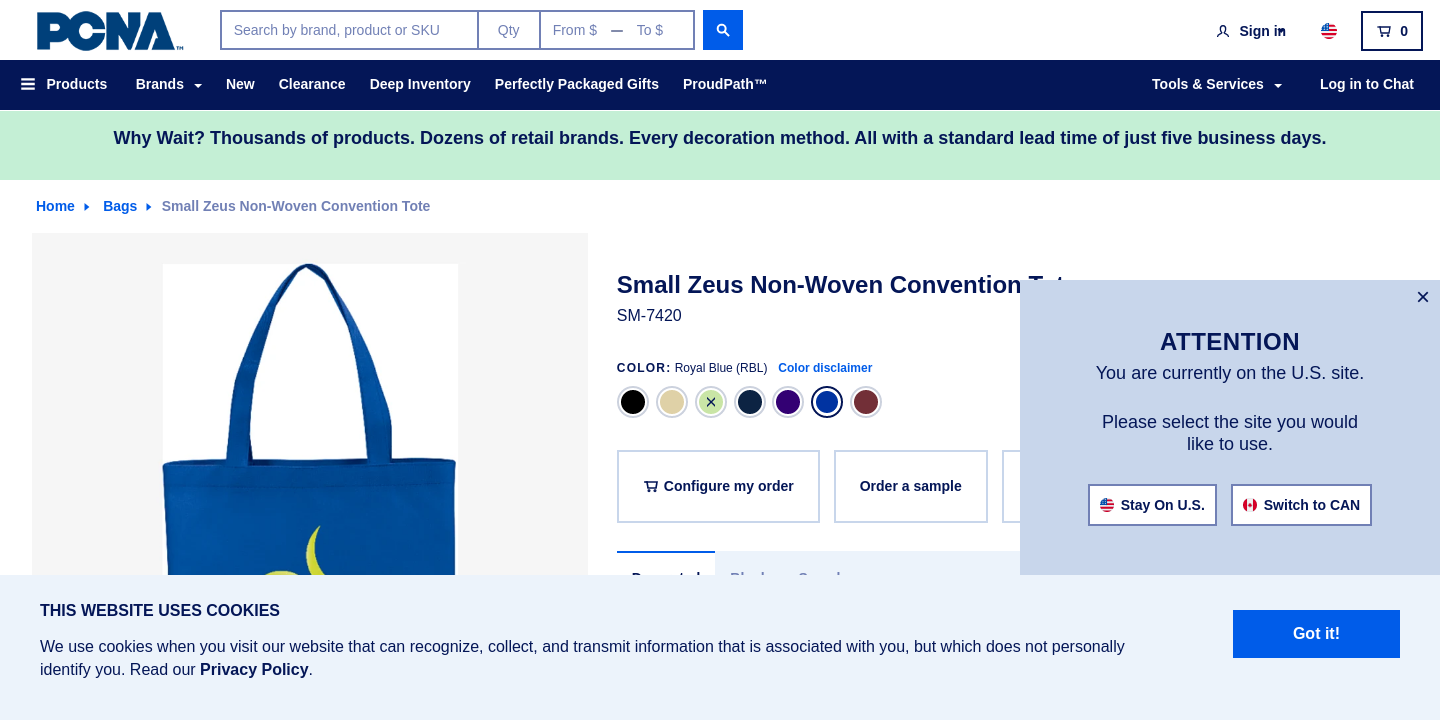 PCNA™
Search by brand, product or SKU
Qty
From $ — To $
Sign in
0
Products
Brands
New
Clearance
Deep Inventory
Perfectly Packaged Gifts
ProudPath™
Tools & Services
Log in to Chat
Why Wait? Thousands of products. Dozens of retail brands. Every decoration method. All with a standard lead time of just five business days.
Home
Bags
Small Zeus Non-Woven Convention Tote
Small Zeus Non-Woven Convention
SM-7420
COLOR: Royal Blue (RBL) Color disclaimer
Configure my order
Order a sample
ATTENTION
You are currently on the U.S. site.
Please select the site you would
like to use.
Stay On U.S.
Switch to CAN
THIS WEBSITE USES COOKIES
We use cookies when you visit our website that can recognize, collect, and transmit information that is associated with you, but which does not personally
identify you. Read our Privacy Policy.
Got it!